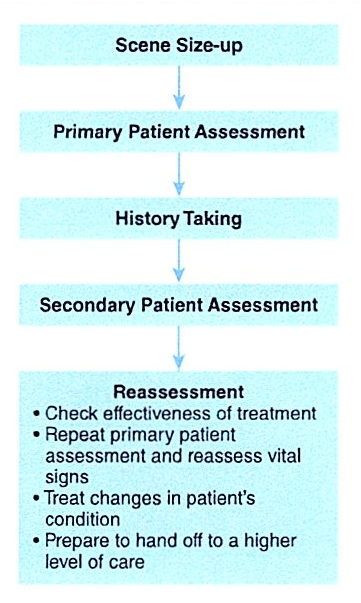 Scene Size-up
Primary Patient Assessment
History Taking
Secondary Patient Assessment
Reassessment
• Check effectiveness of treatment
• Repeat primary patient
assessment and reassess vital
signs
• Treat changes in patient's
condition
• Prepare to hand off to a higher
level of care